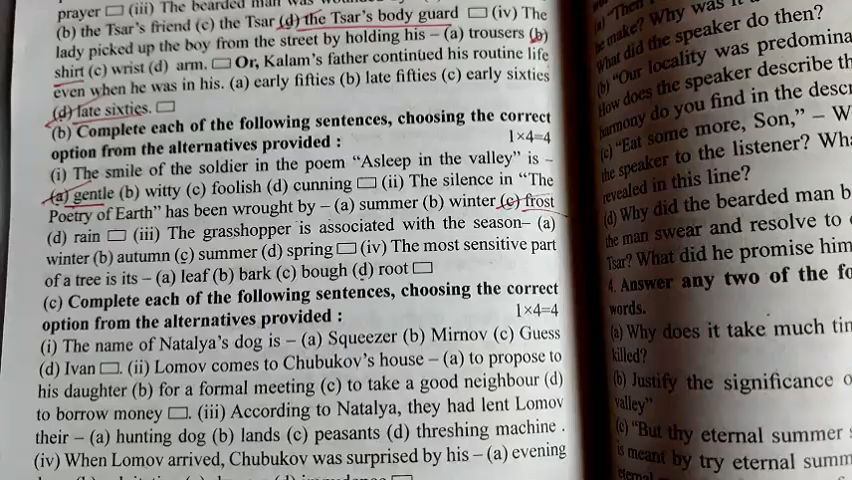 prayer □ (iii) The bearded man was wounded by
(b) the Tsar's friend (c) the Tsar (d) the Tsar's body guard □ (iv) The
lady picked up the boy from the street by holding his – (a) trousers (b)
shirt (c) wrist (d) arm. □ Or, Kalam's father continued his routine life
even when he was in his. (a) early fifties (b) late fifties (c) early sixties
(d) late sixties. □
(b) Complete each of the following sentences, choosing the correct
option from the alternatives provided : 1×4=4
(i) The smile of the soldier in the poem “Asleep in the valley” is –
(a) gentle (b) witty (c) foolish (d) cunning □ (ii) The silence in “The
Poetry of Earth” has been wrought by – (a) summer (b) winter (c) frost
(d) rain □ (iii) The grasshopper is associated with the season– (a)
winter (b) autumn (c) summer (d) spring □ (iv) The most sensitive part
of a tree is its – (a) leaf (b) bark (c) bough (d) root □
(c) Complete each of the following sentences, choosing the correct
option from the alternatives provided : 1×4=4
(i) The name of Natalya's dog is – (a) Squeezer (b) Mirnov (c) Guess
(d) Ivan □. (ii) Lomov comes to Chubukov's house – (a) to propose to
his daughter (b) for a formal meeting (c) to take a good neighbour (d)
to borrow money □. (iii) According to Natalya, they had lent Lomov
their – (a) hunting dog (b) lands (c) peasants (d) threshing machine .
(iv) When Lomov arrived, Chubukov was surprised by his – (a) evening
(a) “Then
make? Why was it a
What did the speaker do then?
(b) “Our locality was predomina
How does the speaker describe th
harmony do you find in the descr
(c) “Eat some more, Son,” – W
the speaker to the listener? Wha
revealed in this line?
(d) Why did the bearded man b
the man swear and resolve to
Tsar? What did he promise him
4. Answer any two of the fo
words.
(a) Why does it take much tim
killed?
(b) Justify the significance o
valley”
(c) “But thy eternal summer s
is meant by try eternal summ